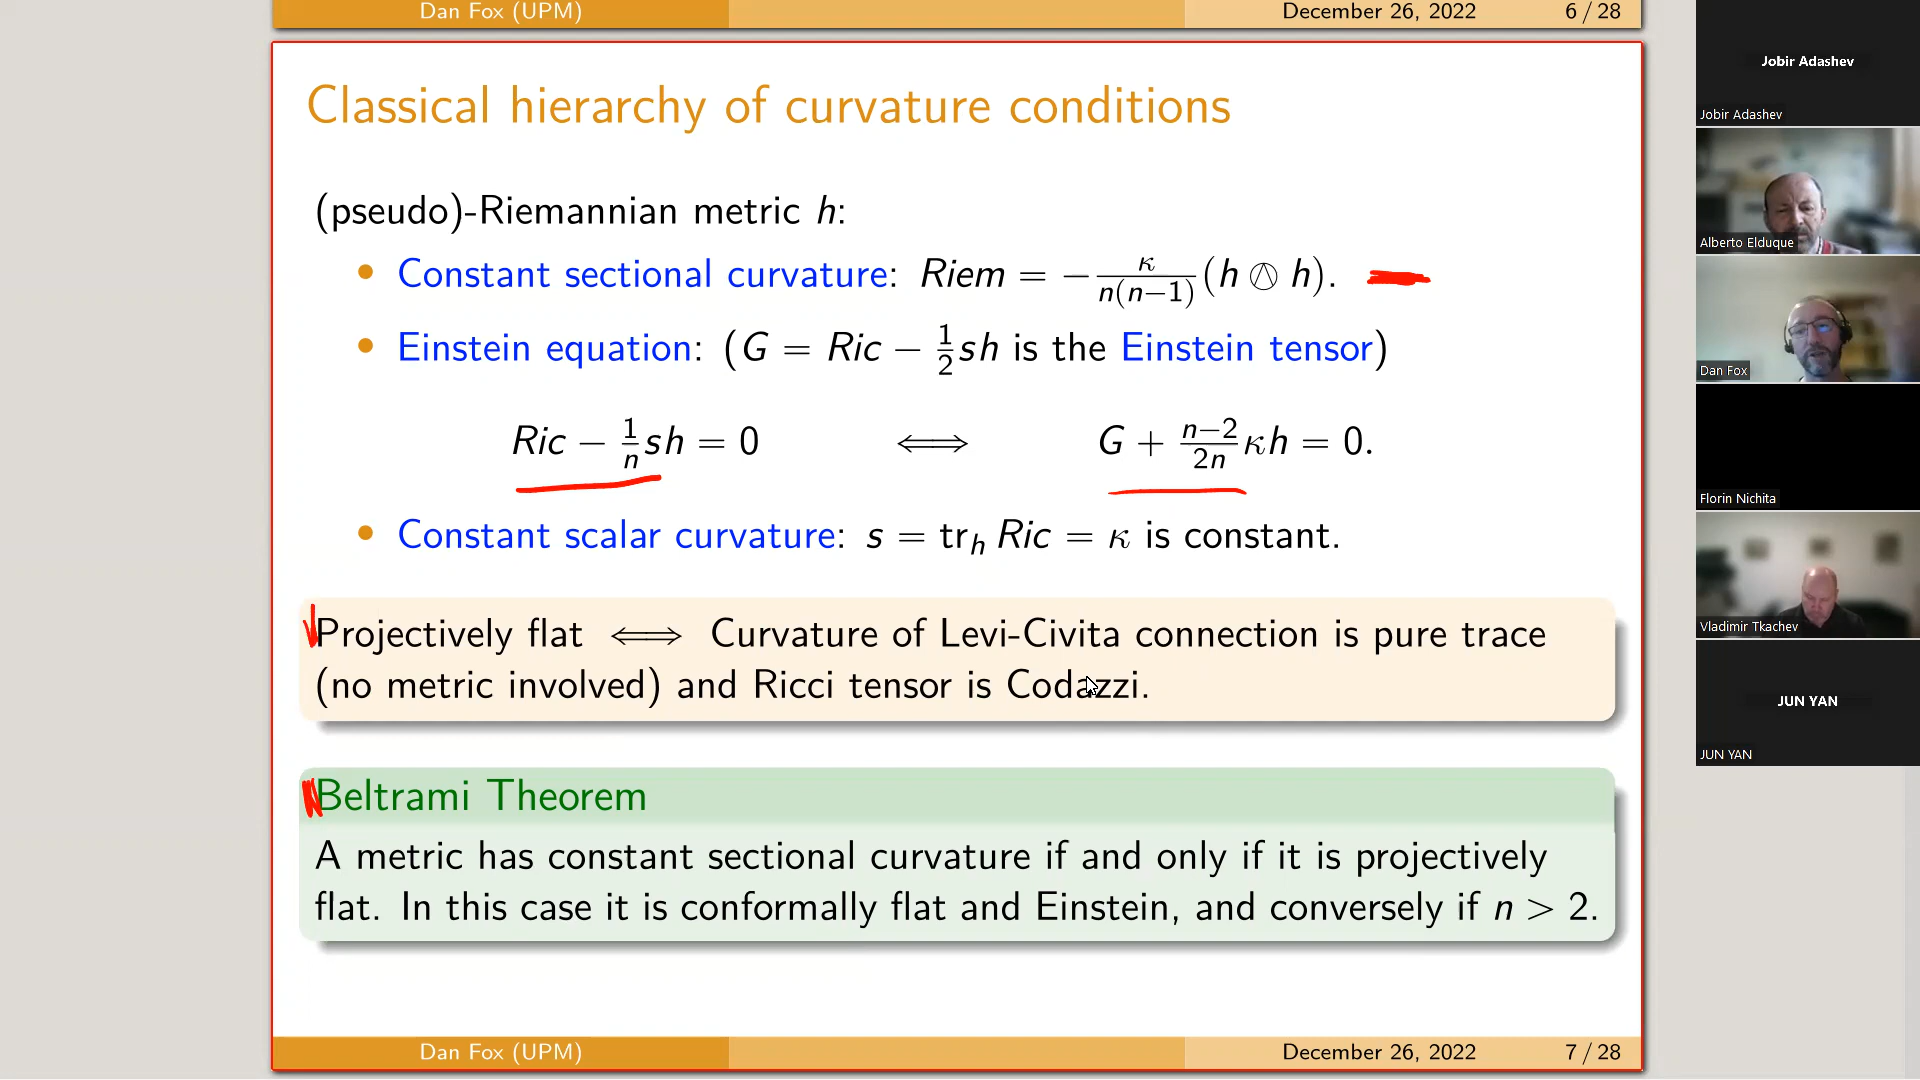 Dan Fox (UPM) December 26, 2022 6 / 28
Classical hierarchy of curvature conditions
(pseudo)-Riemannian metric h:
• Constant sectional curvature: Riem = −κ/n(n−1) (h ⊙ h).
• Einstein equation: (G = Ric − 1/2 sh is the Einstein tensor)
Ric − 1/n sh = 0 ⟺ G + n−2/2n κh = 0.
• Constant scalar curvature: s = tr_h Ric = κ is constant.
Projectively flat ⟺ Curvature of Levi-Civita connection is pure trace
(no metric involved) and Ricci tensor is Codazzi.
Beltrami Theorem
A metric has constant sectional curvature if and only if it is projectively
flat. In this case it is conformally flat and Einstein, and conversely if n > 2.
Dan Fox (UPM) December 26, 2022 7 / 28
Jobir Adashev
Jobir Adashev
Alberto Elduque
Dan Fox
Florin Nichita
Vladimir Tkachev
JUN YAN
JUN YAN